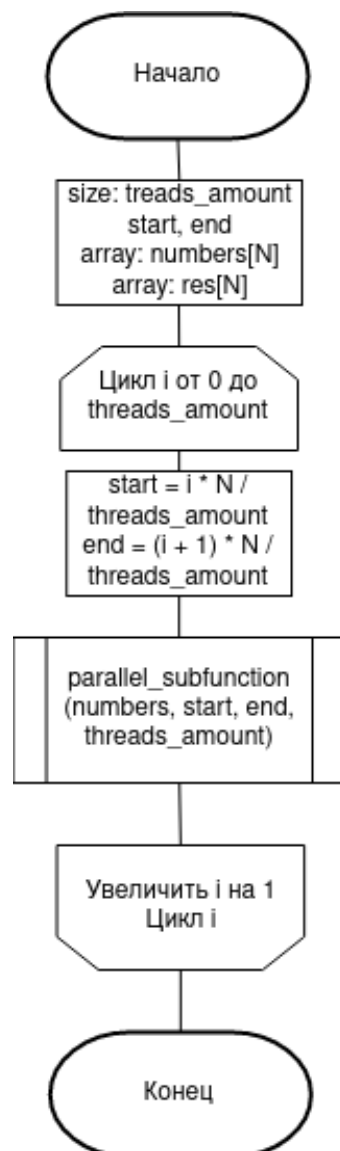 Начало
size: treads_amount
start, end
array: numbers[N]
array: res[N]
Цикл i от 0 до
threads_amount
start = i * N /
threads_amount
end = (i + 1) * N /
threads_amount
parallel_subfunction
(numbers, start, end,
threads_amount)
Увеличить i на 1
Цикл i
Конец